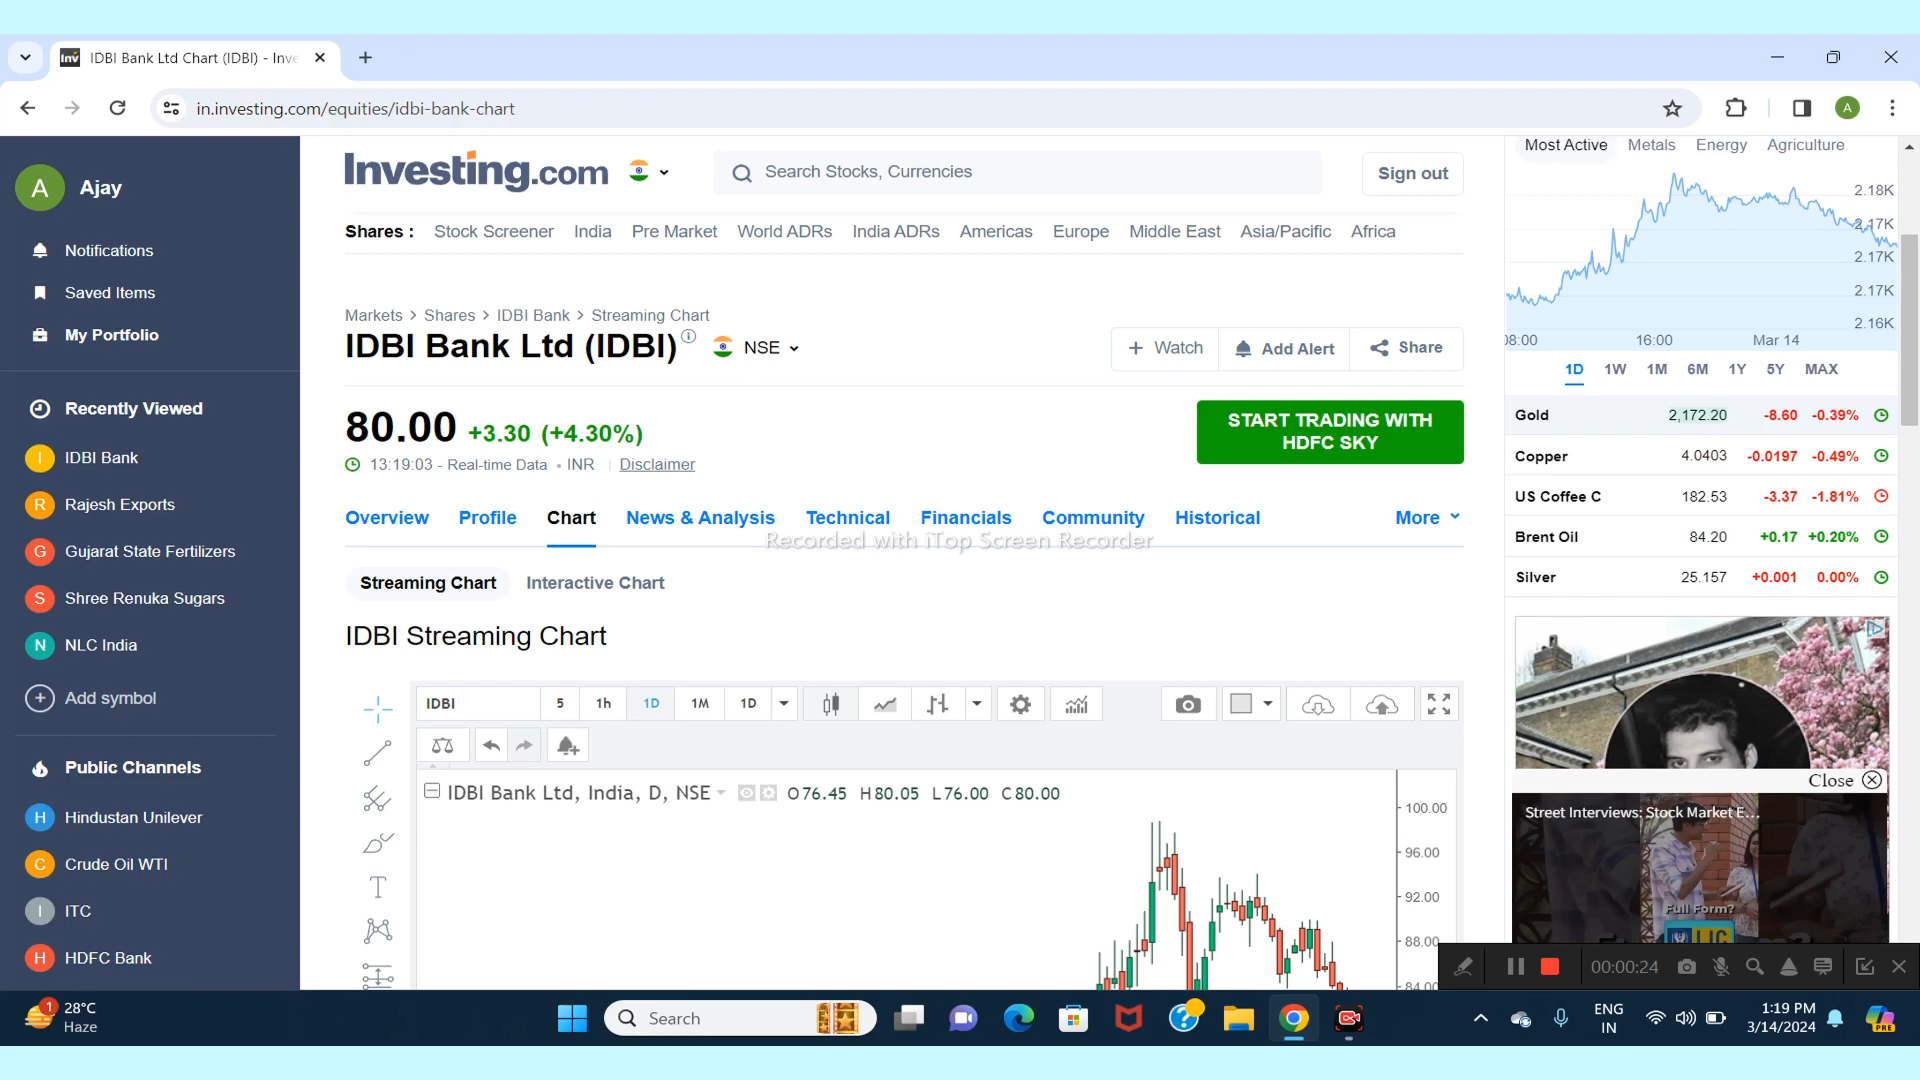 IDBI Bank Ltd Chart (IDBI) - Inve
in.investing.com/equities/idbi-bank-chart
A
A
Ajay
Notifications
Saved Items
My Portfolio
Recently Viewed
I
IDBI Bank
R
Rajesh Exports
G
Gujarat State Fertilizers
S
Shree Renuka Sugars
N
NLC India
Add symbol
Public Channels
H
Hindustan Unilever
C
Crude Oil WTI
I
ITC
H
HDFC Bank
Investing.com
Search Stocks, Currencies
Sign out
Shares : Stock Screener India Pre Market World ADRs India ADRs Americas Europe Middle East Asia/Pacific Africa
Markets > Shares > IDBI Bank > Streaming Chart
IDBI Bank Ltd (IDBI)
NSE
Watch
Add Alert
Share
80.00 +3.30 (+4.30%)
START TRADING WITH
HDFC SKY
13:19:03 - Real-time Data • INR | Disclaimer
Overview Profile Chart News & Analysis Technical Financials Community Historical More
Recorded with iTop Screen Recorder
Streaming Chart Interactive Chart
IDBI Streaming Chart
IDBI 5 1h 1D 1M 1D
IDBI Bank Ltd, India, D, NSE O76.45 H80.05 L76.00 C80.00
100.00
96.00
92.00
88.00
84.00
Most Active Metals Energy Agriculture
2.18K
2.17K
2.17K
2.17K
2.16K
08:00 16:00 Mar 14
1D 1W 1M 6M 1Y 5Y MAX
Gold 2,172.20 -8.60 -0.39%
Copper 4.0403 -0.0197 -0.49%
US Coffee C 182.53 -3.37 -1.81%
Brent Oil 84.20 +0.17 +0.20%
Silver 25.157 +0.001 0.00%
Close
Street Interviews: Stock Market E...
Full Form?
LIC
00:00:24
1
28°C
Haze
Search
ENG
IN
1:19 PM
3/14/2024
PRE